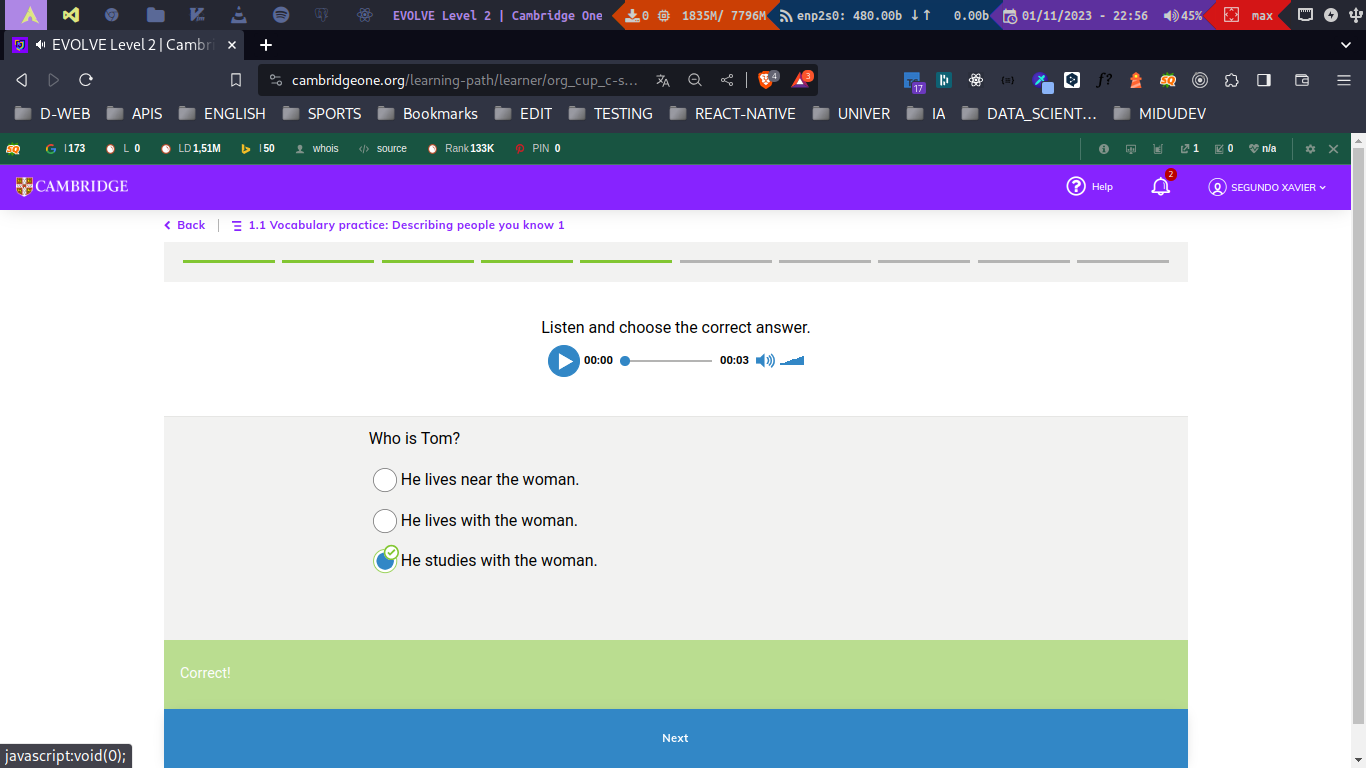 EVOLVE Level 2 | Cambridge One
0 1835M/ 7796M
enp2s0: 480.00b ↓↑ 0.00b
01/11/2023 - 22:56 45%
max
EVOLVE Level 2 | Cambri
cambridgeone.org/learning-path/learner/org_cup_c-s...
4 3 17
D-WEB APIS ENGLISH SPORTS Bookmarks EDIT TESTING REACT-NATIVE UNIVER IA DATA_SCIENT... MIDUDEV
I 173 L 0 LD 1,51M I 50 whois source Rank 133K PIN 0 1 0 n/a
CAMBRIDGE
Help 2 SEGUNDO XAVIER
Back 1.1 Vocabulary practice: Describing people you know 1
Listen and choose the correct answer.
00:00 00:03
Who is Tom?
He lives near the woman.
He lives with the woman.
He studies with the woman.
Correct!
Next
javascript:void(0);